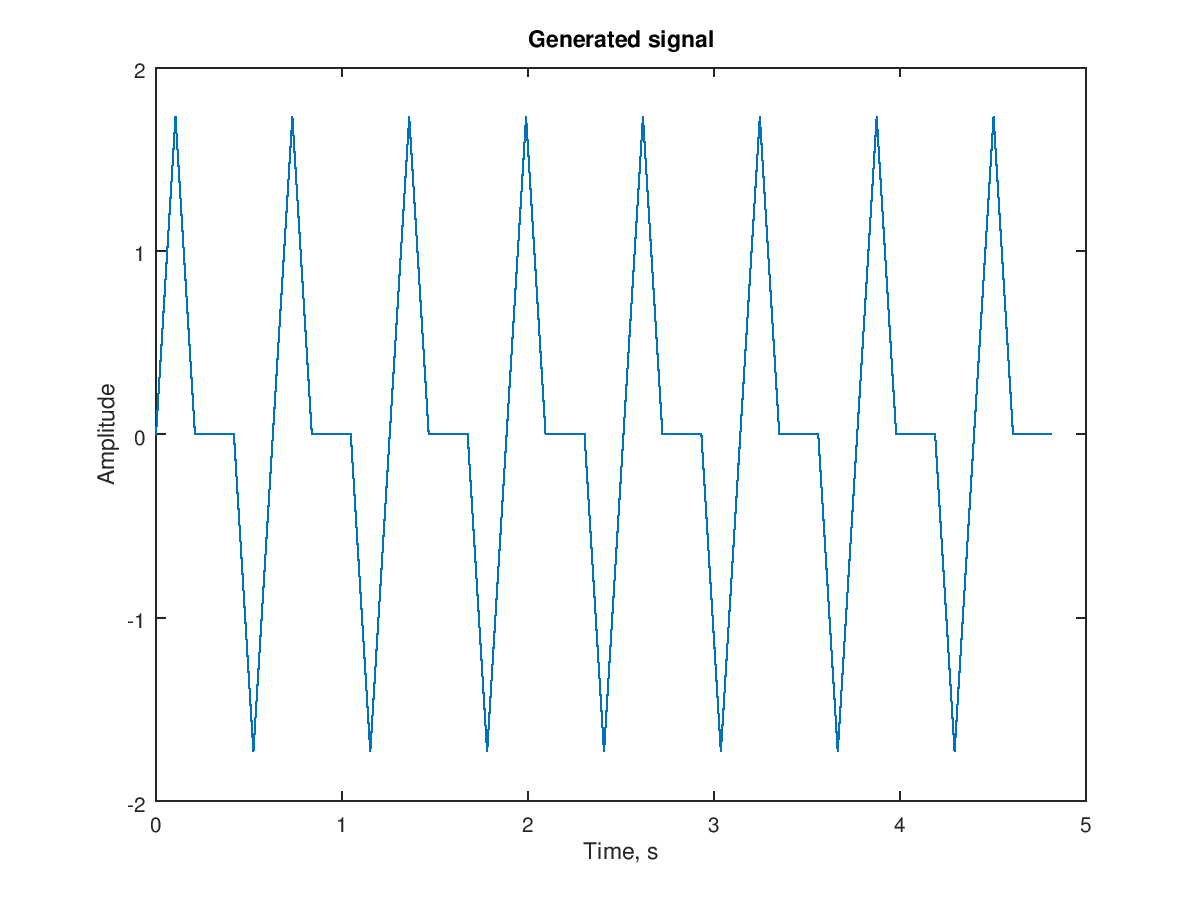 Generated signal
2
1
0
-1
-2
Amplitude
0 1 2 3 4 5
Time, s